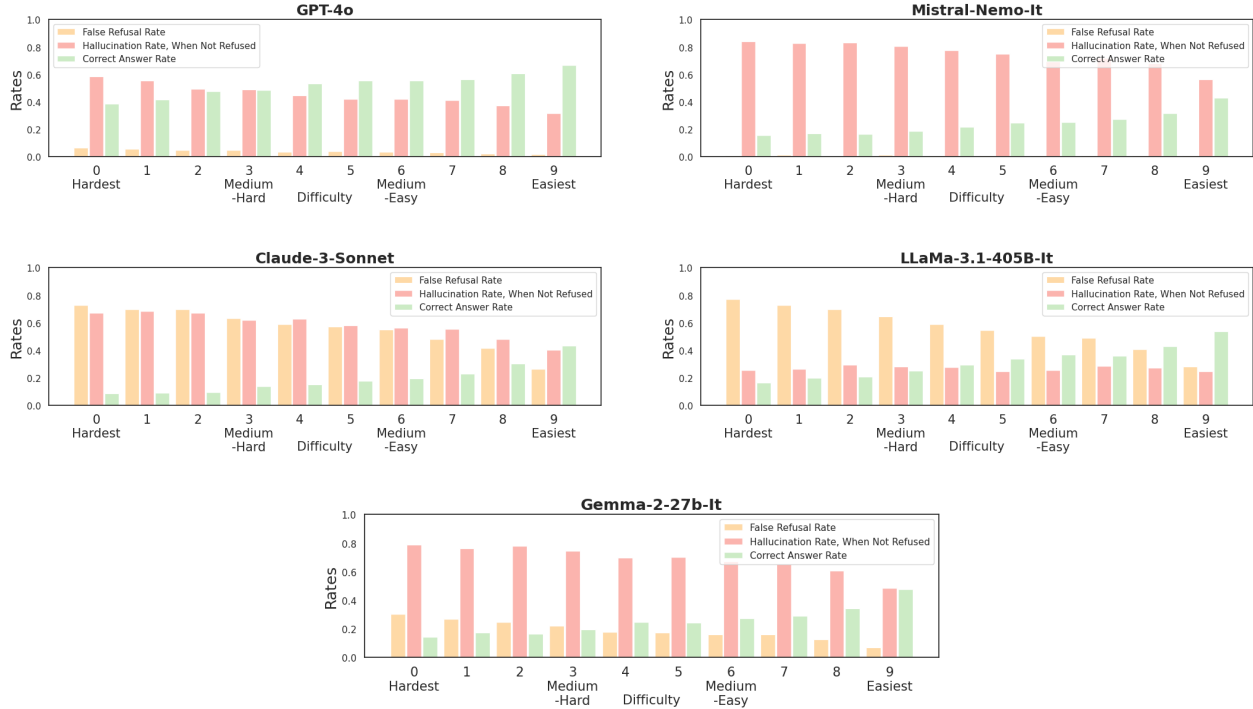 GPT-4o
1.0
0.8
0.6
0.4
0.2
0.0
Rates
False Refusal Rate
Hallucination Rate, When Not Refused
Correct Answer Rate
0 1 2 3 4 5 6 7 8 9
Hardest Medium Medium Easiest
-Hard Difficulty -Easy
Mistral-Nemo-It
1.0
0.8
0.6
0.4
0.2
0.0
Rates
False Refusal Rate
Hallucination Rate, When Not Refused
Correct Answer Rate
0 1 2 3 4 5 6 7 8 9
Hardest Medium Medium Easiest
-Hard Difficulty -Easy
Claude-3-Sonnet
1.0
0.8
0.6
0.4
0.2
0.0
Rates
False Refusal Rate
Hallucination Rate, When Not Refused
Correct Answer Rate
0 1 2 3 4 5 6 7 8 9
Hardest Medium Medium Easiest
-Hard Difficulty -Easy
LLaMa-3.1-405B-It
1.0
0.8
0.6
0.4
0.2
0.0
Rates
False Refusal Rate
Hallucination Rate, When Not Refused
Correct Answer Rate
0 1 2 3 4 5 6 7 8 9
Hardest Medium Medium Easiest
-Hard Difficulty -Easy
Gemma-2-27b-It
1.0
0.8
0.6
0.4
0.2
0.0
Rates
False Refusal Rate
Hallucination Rate, When Not Refused
Correct Answer Rate
0 1 2 3 4 5 6 7 8 9
Hardest Medium Medium Easiest
-Hard Difficulty -Easy